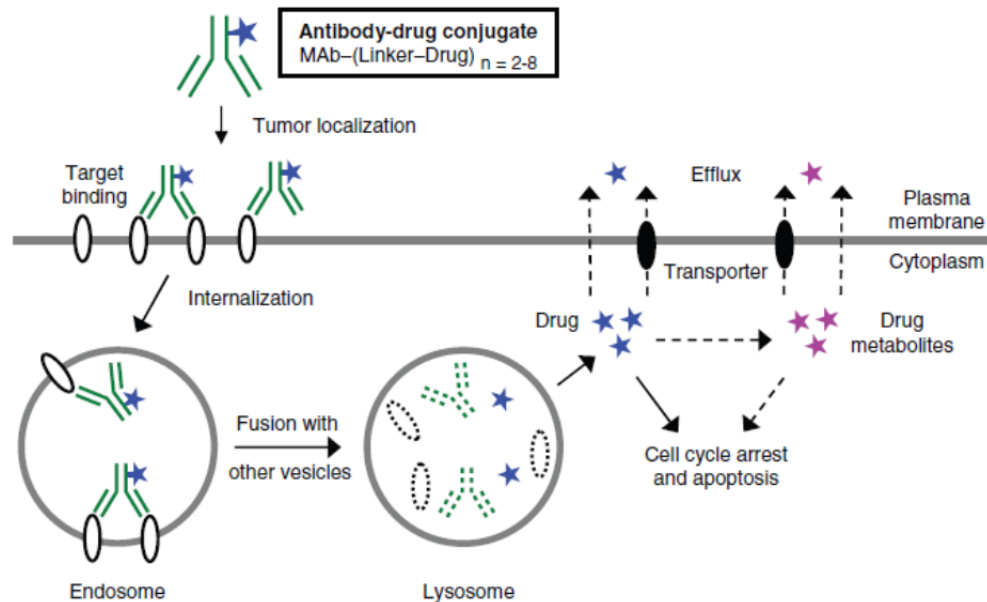 Antibody-drug conjugate
MAb–(Linker–Drug) n = 2-8
Tumor localization
Target
binding
Efflux
Plasma
membrane
Cytoplasm
Transporter
Internalization
Drug
Drug
metabolites
Fusion with
other vesicles
Cell cycle arrest
and apoptosis
Endosome
Lysosome